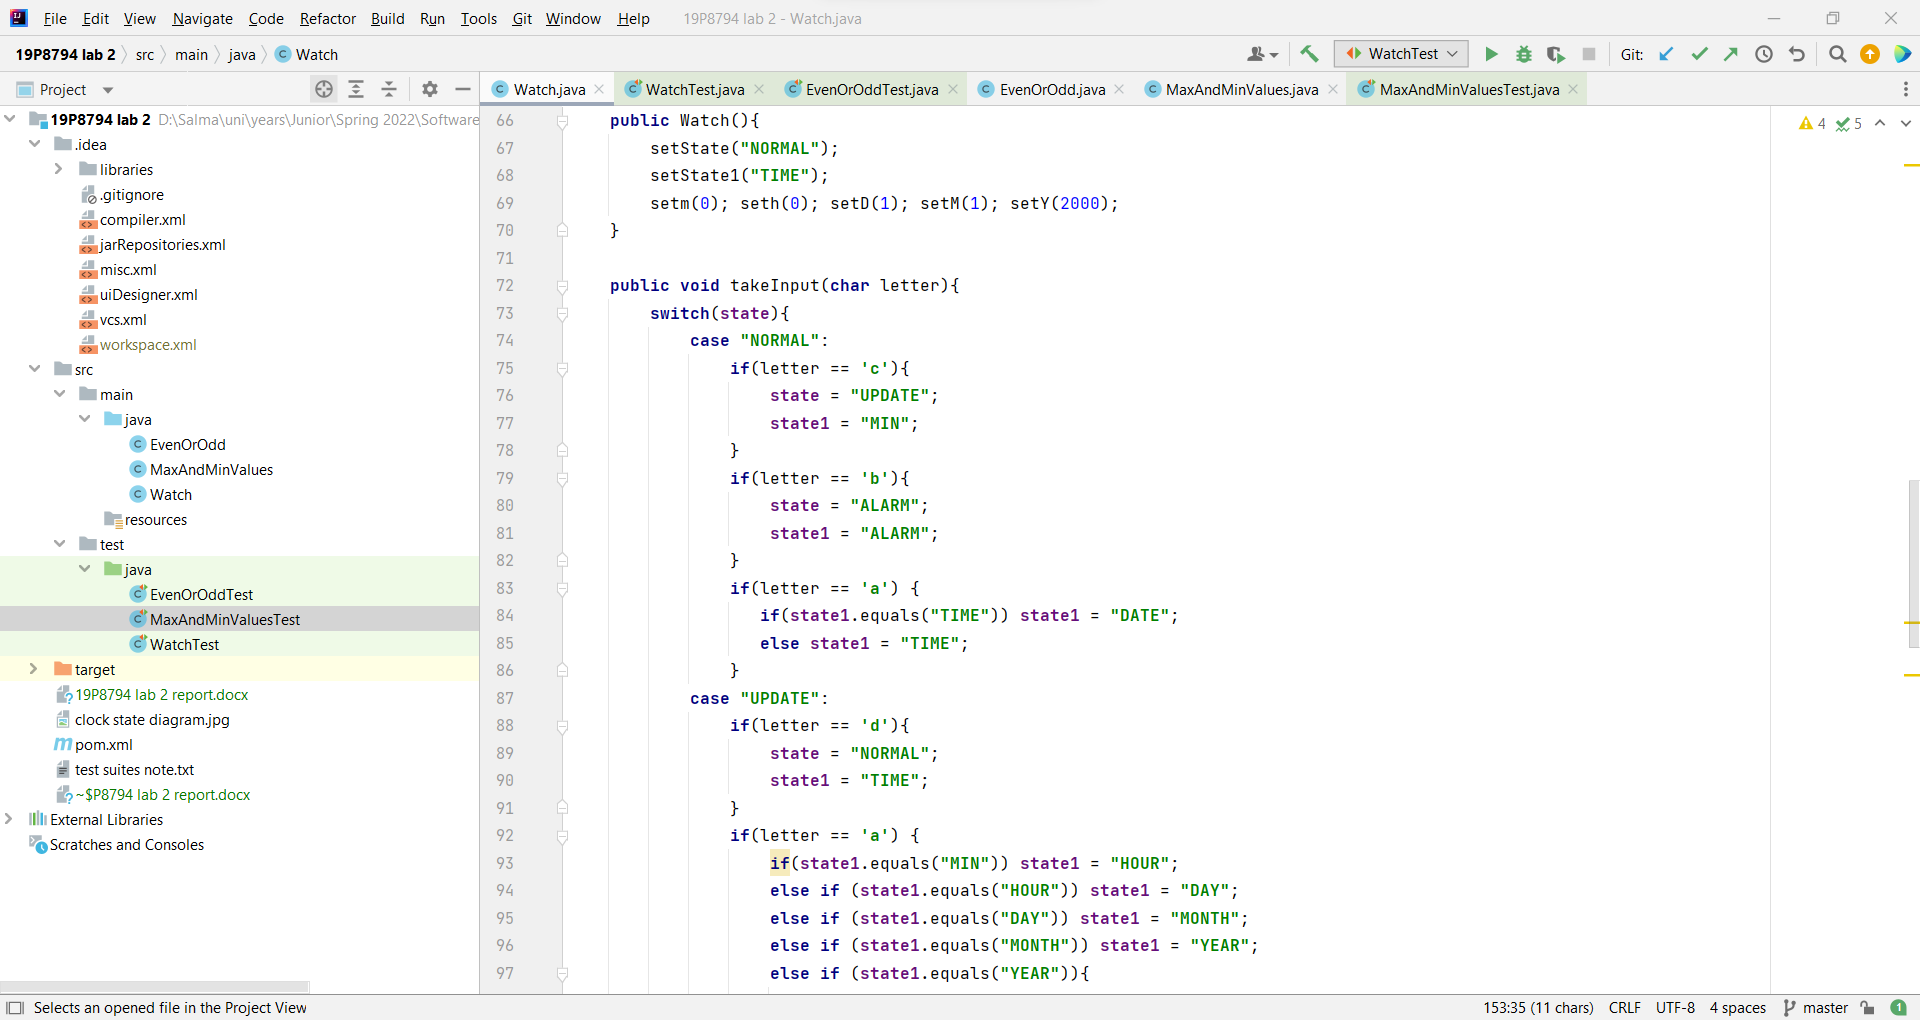 File Edit View Navigate Code Refactor Build Run Tools Git Window Help 19P8794 lab 2 - Watch.java
19P8794 lab 2 src main java C Watch WatchTest Git:
Project
Watch.java WatchTest.java EvenOrOddTest.java EvenOrOdd.java MaxAndMinValues.java MaxAndMinValuesTest.java
19P8794 lab 2 D:\Salma\uni\years\Junior\Spring 2022\Software
.idea
libraries
.gitignore
compiler.xml
jarRepositories.xml
misc.xml
uiDesigner.xml
vcs.xml
workspace.xml
src
main
java
EvenOrOdd
MaxAndMinValues
Watch
resources
test
java
EvenOrOddTest
MaxAndMinValuesTest
WatchTest
target
19P8794 lab 2 report.docx
clock state diagram.jpg
pom.xml
test suites note.txt
~$P8794 lab 2 report.docx
External Libraries
Scratches and Consoles
4 5
66 public Watch(){
67 setState("NORMAL");
68 setState1("TIME");
69 setm(0); seth(0); setD(1); setM(1); setY(2000);
70 }
71
72 public void takeInput(char letter){
73 switch(state){
74 case "NORMAL":
75 if(letter == 'c'){
76 state = "UPDATE";
77 state1 = "MIN";
78 }
79 if(letter == 'b'){
80 state = "ALARM";
81 state1 = "ALARM";
82 }
83 if(letter == 'a') {
84 if(state1.equals("TIME")) state1 = "DATE";
85 else state1 = "TIME";
86 }
87 case "UPDATE":
88 if(letter == 'd'){
89 state = "NORMAL";
90 state1 = "TIME";
91 }
92 if(letter == 'a') {
93 if(state1.equals("MIN")) state1 = "HOUR";
94 else if (state1.equals("HOUR")) state1 = "DAY";
95 else if (state1.equals("DAY")) state1 = "MONTH";
96 else if (state1.equals("MONTH")) state1 = "YEAR";
97 else if (state1.equals("YEAR")){
Selects an opened file in the Project View 153:35 (11 chars) CRLF UTF-8 4 spaces master 1